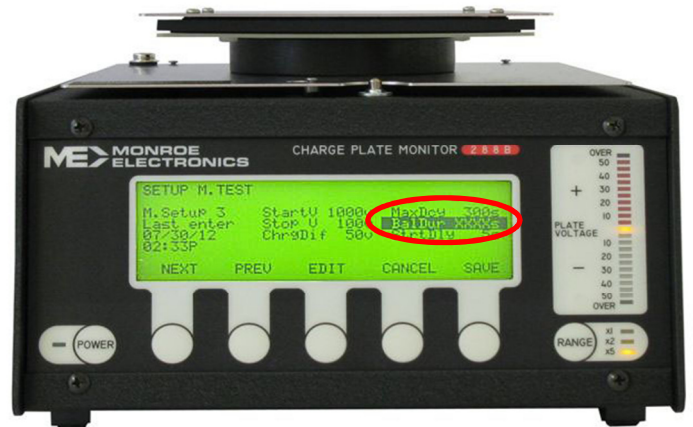 MONROE
ELECTRONICS
CHARGE PLATE MONITOR 288B
SETUP M.TEST
M.Setup 3 StartV 1000v MaxDcy 300s
Last enter Stop V 100 BalDur XXXXs
07/30/12 ChrgDif 50v StrtDly
02:33P
NEXT PREV EDIT CANCEL SAVE
POWER
OVER
50
40
30
20
10
+
PLATE
VOLTAGE
10
20
30
40
50
−
OVER
RANGE
x1
x2
x5